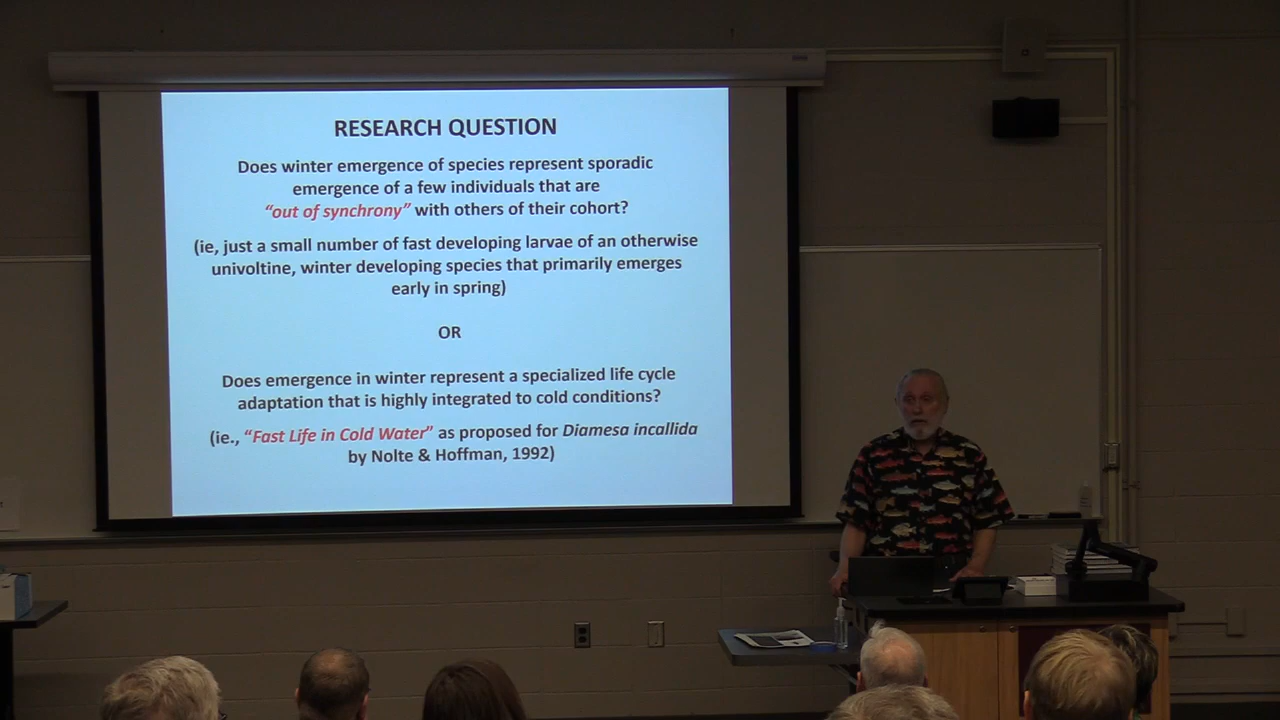 RESEARCH QUESTION
Does winter emergence of species represent sporadic
emergence of a few individuals that are
“out of synchrony” with others of their cohort?
(ie, just a small number of fast developing larvae of an otherwise
univoltine, winter developing species that primarily emerges
early in spring)
OR
Does emergence in winter represent a specialized life cycle
adaptation that is highly integrated to cold conditions?
(ie., “Fast Life in Cold Water” as proposed for Diamesa incallida
by Nolte & Hoffman, 1992)